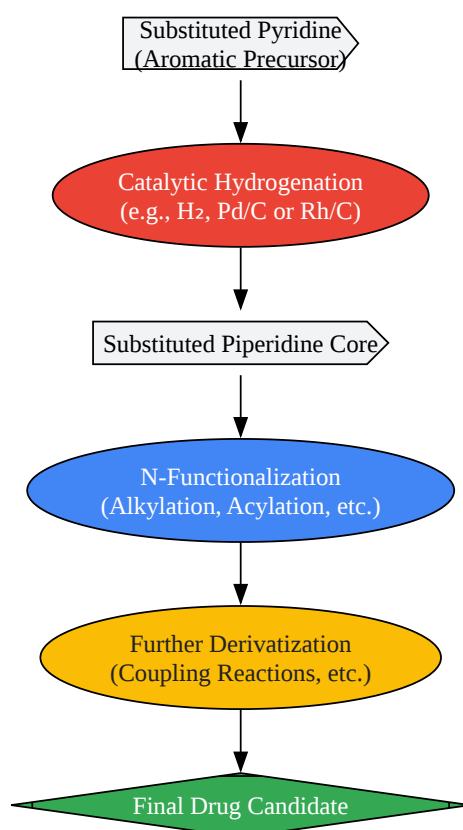 Substituted Pyridine
(Aromatic Precursor)
Catalytic Hydrogenation
(e.g., H₂, Pd/C or Rh/C)
Substituted Piperidine Core
N-Functionalization
(Alkylation, Acylation, etc.)
Further Derivatization
(Coupling Reactions, etc.)
Final Drug Candidate